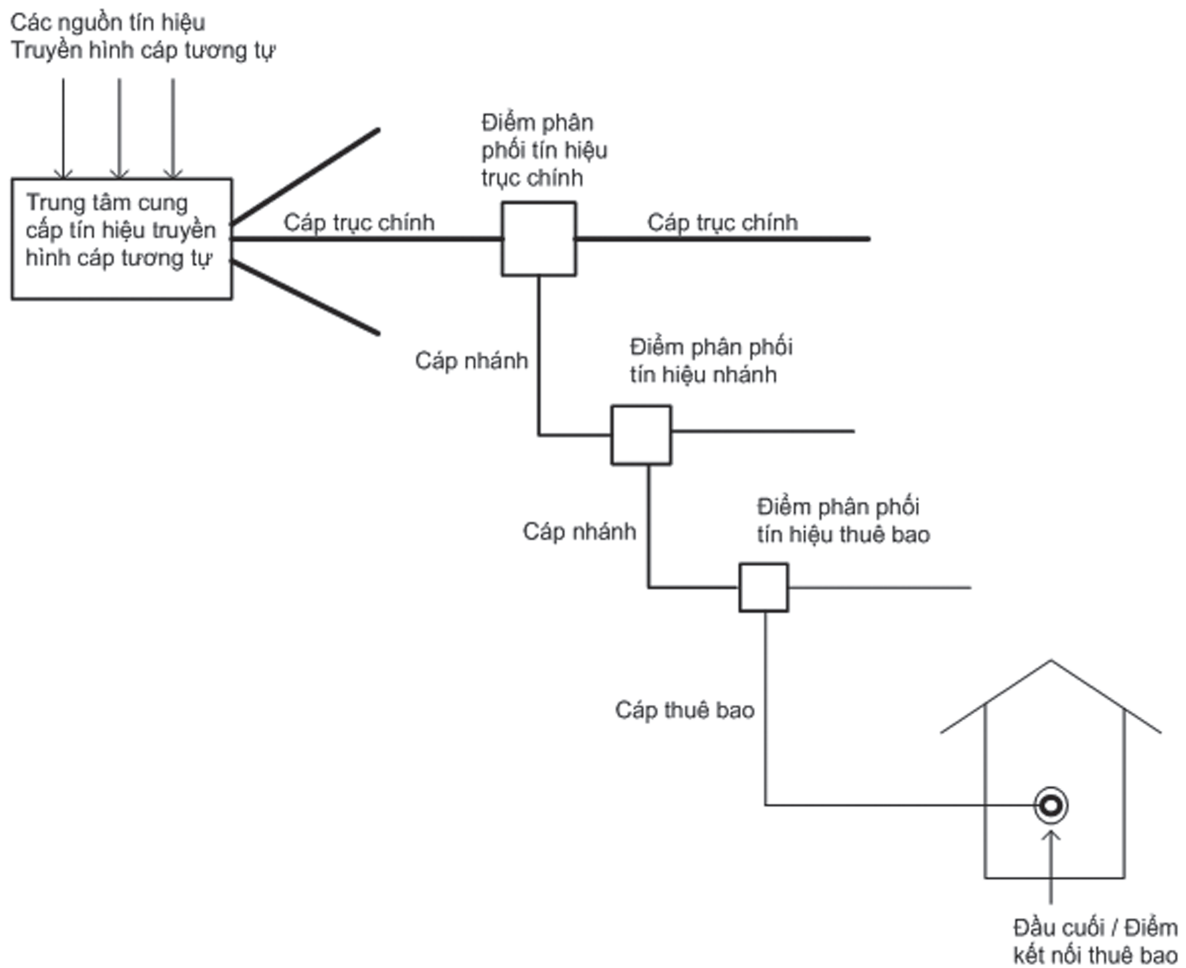 Các nguồn tín hiệu
Truyền hình cáp tương tự
Điểm phân
phối tín hiệu
trục chính
Trung tâm cung
cấp tín hiệu truyền
hình cáp tương tự
Cáp trục chính
Cáp trục chính
Cáp nhánh
Điểm phân phối
tín hiệu nhánh
Cáp nhánh
Điểm phân phối
tín hiệu thuê bao
Cáp thuê bao
Đầu cuối / Điểm
kết nối thuê bao